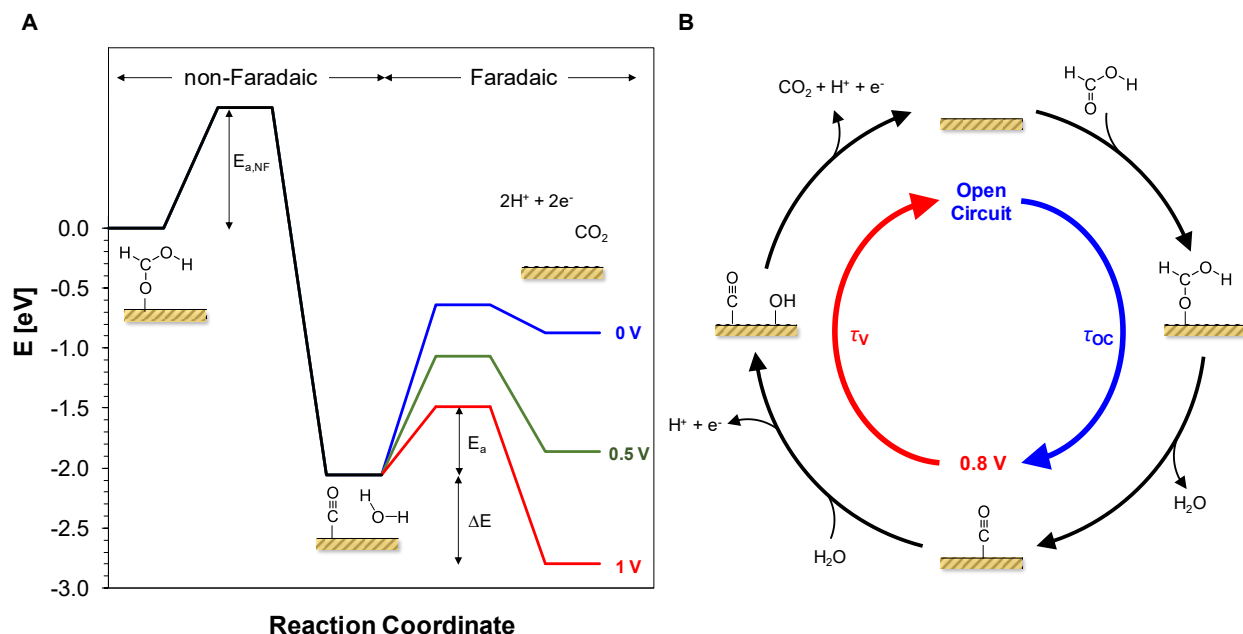 A
non-Faradaic
Faradaic
E a,NF
2H⁺ + 2e⁻
CO₂
0.0
-0.5
-1.0
-1.5
-2.0
-2.5
-3.0
E [eV]
H
C
O
H
O
0 V
0.5 V
1 V
Eₐ
ΔE
O
C
H
O
H
Reaction Coordinate
B
CO₂ + H⁺ + e⁻
H
C
O
H
O
Open
Circuit
O
C
OH
H
C
O
H
O
τV
τOC
H⁺ + e⁻
0.8 V
H₂O
O
C
H₂O